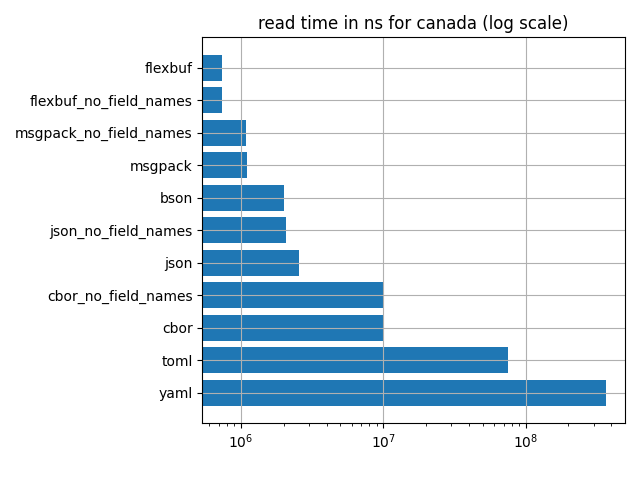 read time in ns for canada (log scale)
flexbuf
flexbuf_no_field_names
msgpack_no_field_names
msgpack
bson
json_no_field_names
json
cbor_no_field_names
cbor
toml
yaml
10⁶ 10⁷ 10⁸